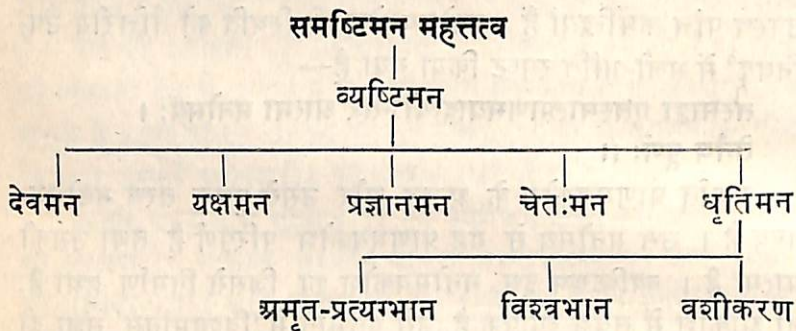 समष्टिमन महत्तत्व
व्यष्टिमन
देवमन यक्षमन प्रज्ञानमन चेत:मन धृतिमन
अमृत-प्रत्यग्भान विश्वभान वशीकरण